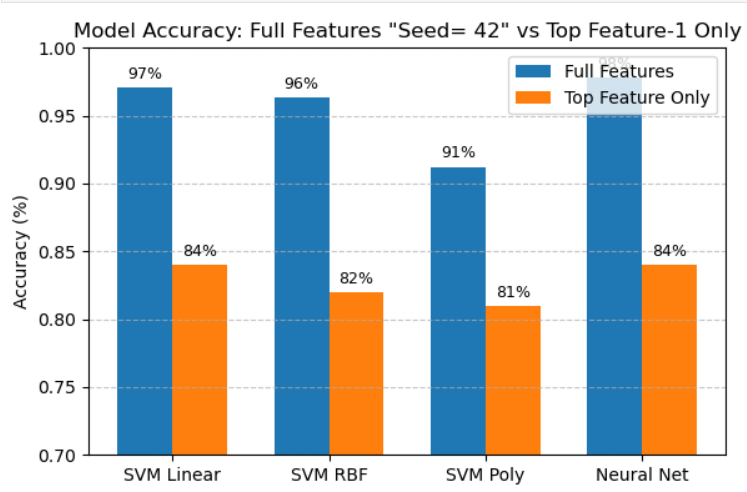 Model Accuracy: Full Features "Seed= 42" vs Top Feature-1 Only
1.00
0.95
0.90
0.85
0.80
0.75
0.70
Accuracy (%)
97%
84%
96%
82%
91%
81%
98%
84%
Full Features
Top Feature Only
SVM Linear
SVM RBF
SVM Poly
Neural Net